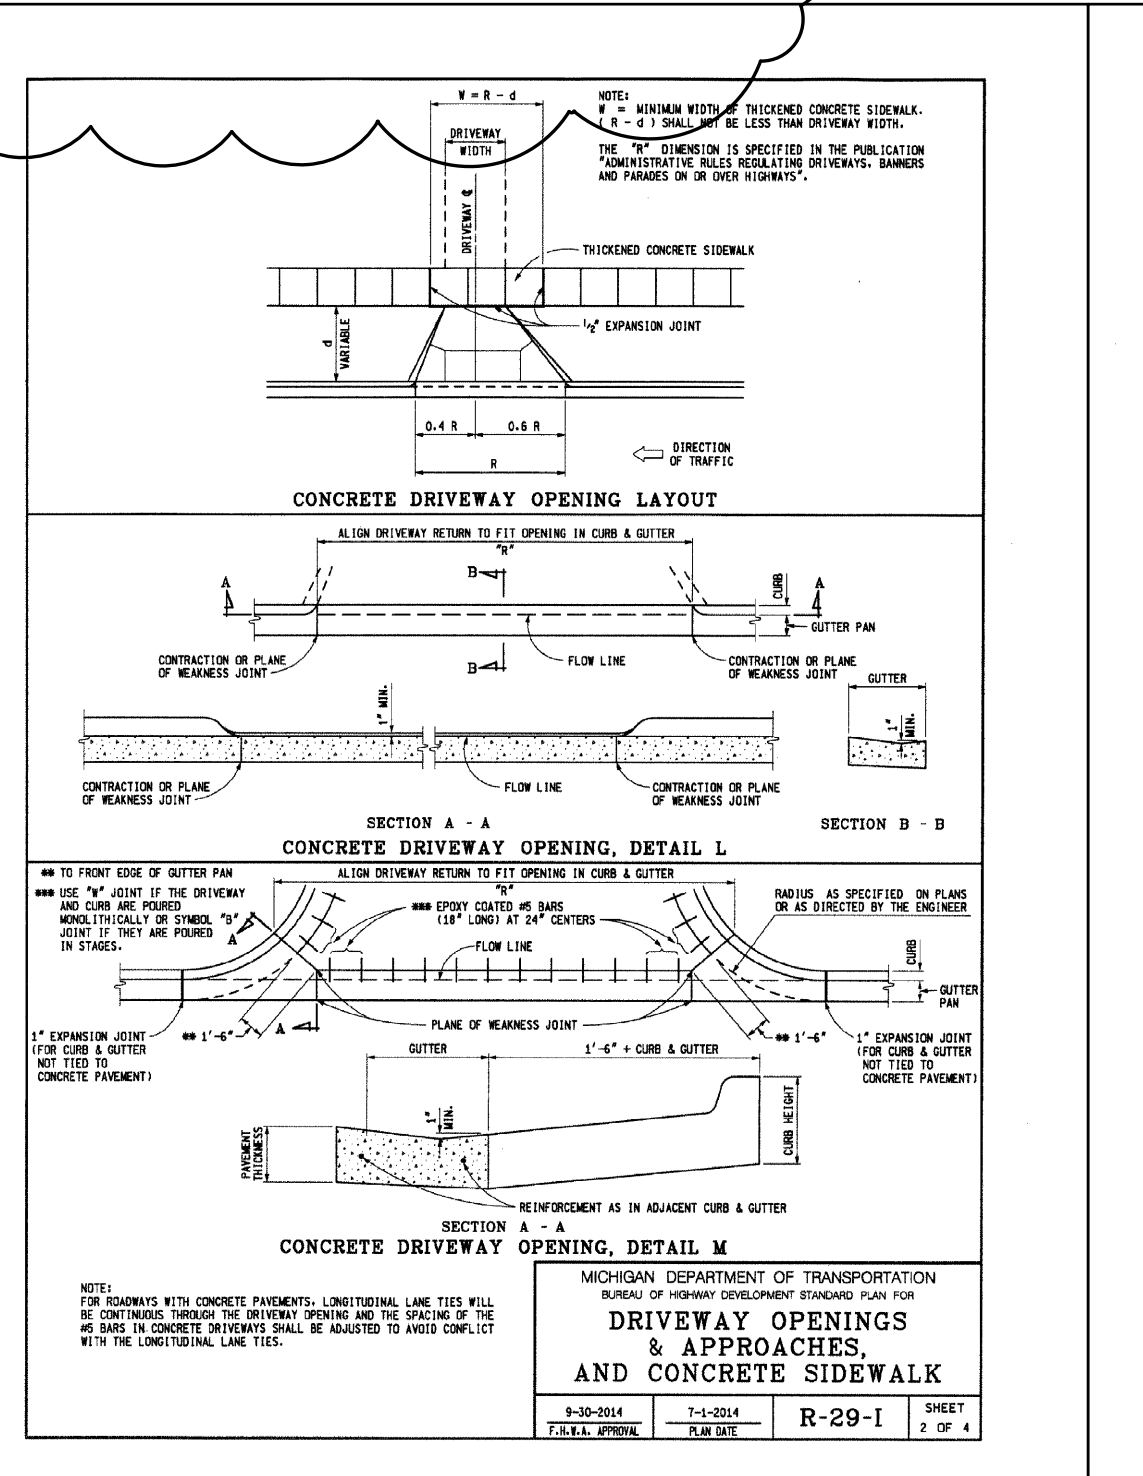 W = R - d
DRIVEWAY
WIDTH
NOTE:
W = MINIMUM WIDTH OF THICKENED CONCRETE SIDEWALK.
( R - d ) SHALL NOT BE LESS THAN DRIVEWAY WIDTH.
THE "R" DIMENSION IS SPECIFIED IN THE PUBLICATION
"ADMINISTRATIVE RULES REGULATING DRIVEWAYS, BANNERS
AND PARADES ON OR OVER HIGHWAYS".
DRIVEWAY ℄
THICKENED CONCRETE SIDEWALK
1/2" EXPANSION JOINT
d
VARIABLE
0.4 R
0.6 R
R
DIRECTION
OF TRAFFIC
CONCRETE DRIVEWAY OPENING LAYOUT
ALIGN DRIVEWAY RETURN TO FIT OPENING IN CURB & GUTTER
"R"
B
A
A
CURB
GUTTER PAN
CONTRACTION OR PLANE
OF WEAKNESS JOINT
B
FLOW LINE
CONTRACTION OR PLANE
OF WEAKNESS JOINT
GUTTER
1" MIN.
1"
MIN.
CONTRACTION OR PLANE
OF WEAKNESS JOINT
FLOW LINE
CONTRACTION OR PLANE
OF WEAKNESS JOINT
SECTION A - A
SECTION B - B
CONCRETE DRIVEWAY OPENING, DETAIL L
** TO FRONT EDGE OF GUTTER PAN
*** USE "W" JOINT IF THE DRIVEWAY
AND CURB ARE POURED
MONOLITHICALLY OR SYMBOL "B"
JOINT IF THEY ARE POURED
IN STAGES.
ALIGN DRIVEWAY RETURN TO FIT OPENING IN CURB & GUTTER
"R"
*** EPOXY COATED #5 BARS
(18" LONG) AT 24" CENTERS
RADIUS AS SPECIFIED ON PLANS
OR AS DIRECTED BY THE ENGINEER
A
FLOW LINE
CURB
GUTTER
PAN
1" EXPANSION JOINT
(FOR CURB & GUTTER
NOT TIED TO
CONCRETE PAVEMENT)
** 1'-6"
A
PLANE OF WEAKNESS JOINT
** 1'-6"
1" EXPANSION JOINT
(FOR CURB & GUTTER
NOT TIED TO
CONCRETE PAVEMENT)
GUTTER
1'-6" + CURB & GUTTER
1"
MIN.
PAVEMENT
THICKNESS
CURB HEIGHT
REINFORCEMENT AS IN ADJACENT CURB & GUTTER
SECTION A - A
CONCRETE DRIVEWAY OPENING, DETAIL M
NOTE:
FOR ROADWAYS WITH CONCRETE PAVEMENTS, LONGITUDINAL LANE TIES WILL
BE CONTINUOUS THROUGH THE DRIVEWAY OPENING AND THE SPACING OF THE
#5 BARS IN CONCRETE DRIVEWAYS SHALL BE ADJUSTED TO AVOID CONFLICT
WITH THE LONGITUDINAL LANE TIES.
MICHIGAN DEPARTMENT OF TRANSPORTATION
BUREAU OF HIGHWAY DEVELOPMENT STANDARD PLAN FOR
DRIVEWAY OPENINGS
& APPROACHES,
AND CONCRETE SIDEWALK
9-30-2014
F.H.W.A. APPROVAL
7-1-2014
PLAN DATE
R-29-I
SHEET
2 OF 4